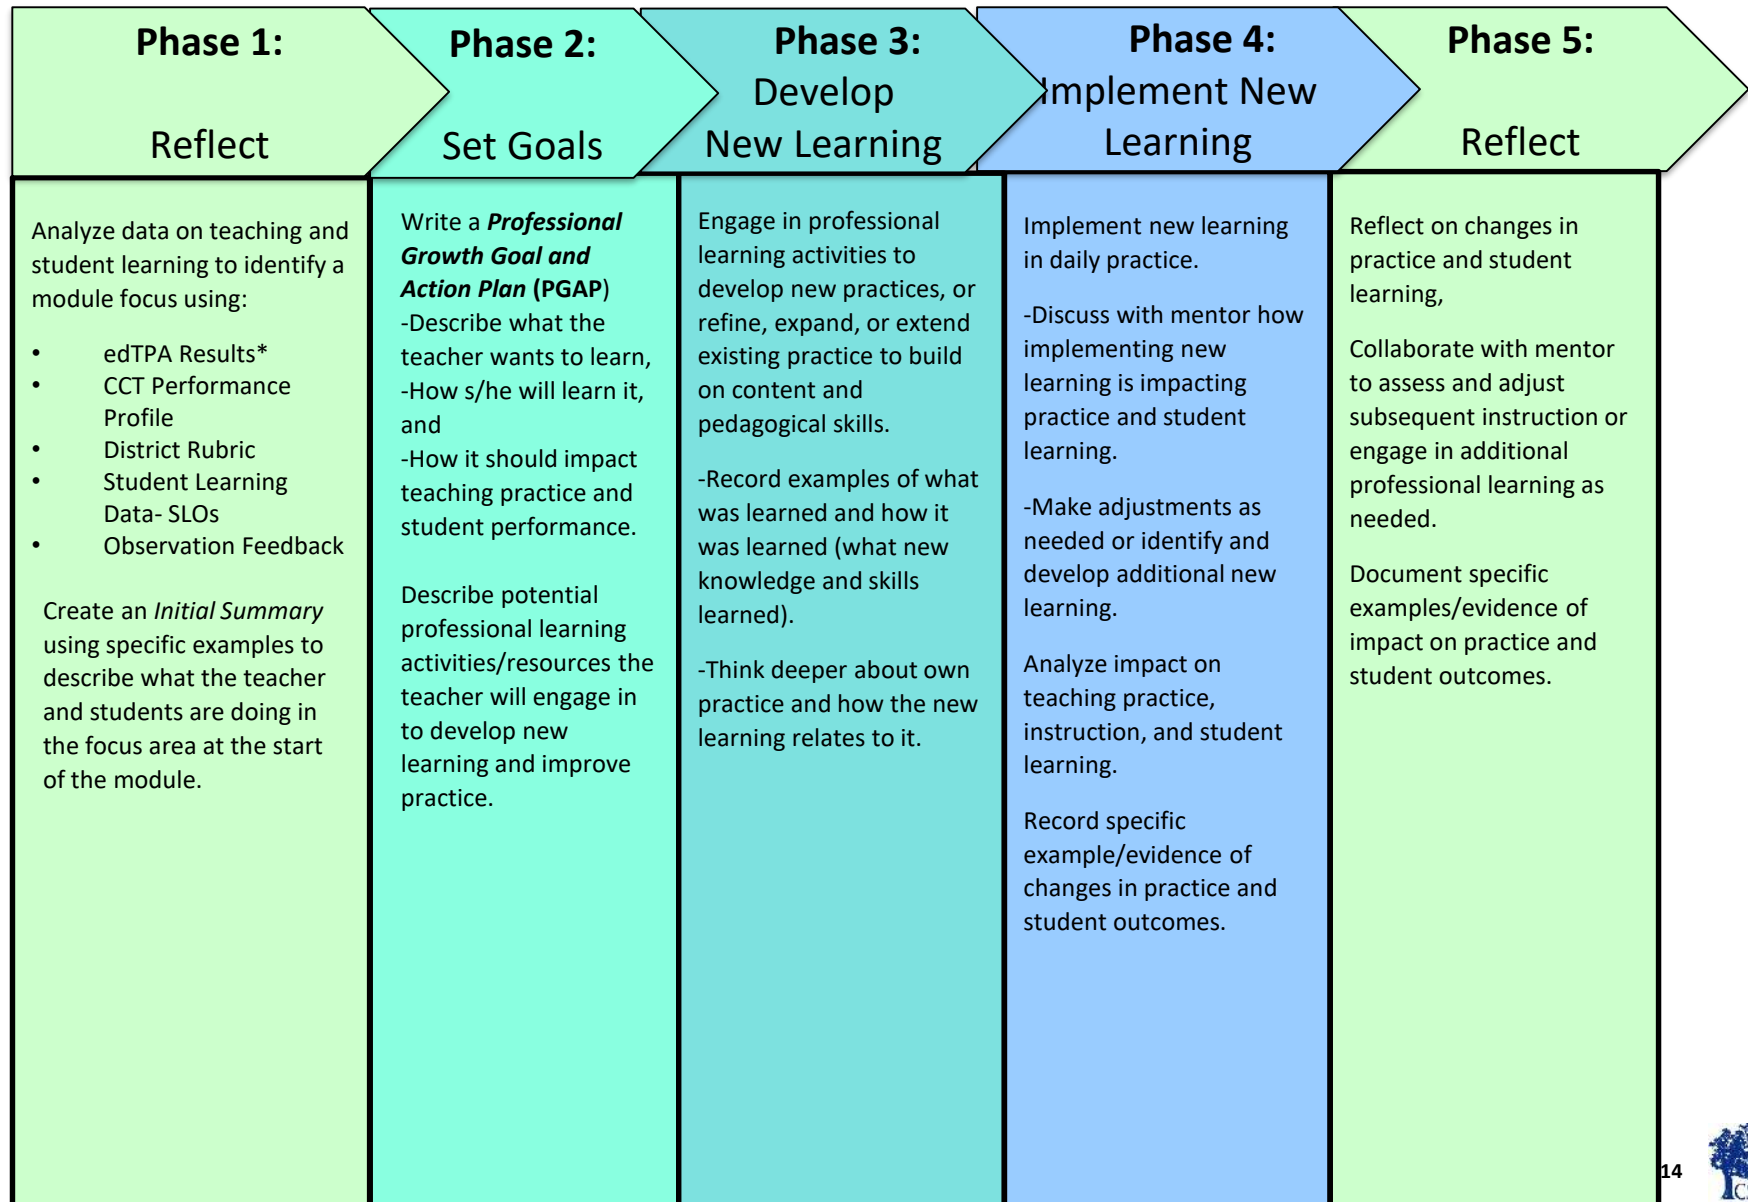 Phase 1:
Reflect
Phase 2:
Set Goals
Phase 3:
Develop
New Learning
Phase 4:
Implement New
Learning
Phase 5:
Reflect
Analyze data on teaching and
student learning to identify a
module focus using:
• edTPA Results*
• CCT Performance
Profile
• District Rubric
• Student Learning
Data- SLOs
• Observation Feedback
Create an Initial Summary
using specific examples to
describe what the teacher
and students are doing in
the focus area at the start
of the module.
Write a Professional
Growth Goal and
Action Plan (PGAP)
-Describe what the
teacher wants to learn,
-How s/he will learn it,
and
-How it should impact
teaching practice and
student performance.
Describe potential
professional learning
activities/resources the
teacher will engage in
to develop new
learning and improve
practice.
Engage in professional
learning activities to
develop new practices, or
refine, expand, or extend
existing practice to build
on content and
pedagogical skills.
-Record examples of what
was learned and how it
was learned (what new
knowledge and skills
learned).
-Think deeper about own
practice and how the new
learning relates to it.
Implement new learning
in daily practice.
-Discuss with mentor how
implementing new
learning is impacting
practice and student
learning.
-Make adjustments as
needed or identify and
develop additional new
learning.
Analyze impact on
teaching practice,
instruction, and student
learning.
Record specific
example/evidence of
changes in practice and
student outcomes.
Reflect on changes in
practice and student
learning,
Collaborate with mentor
to assess and adjust
subsequent instruction or
engage in additional
professional learning as
needed.
Document specific
examples/evidence of
impact on practice and
student outcomes.
14